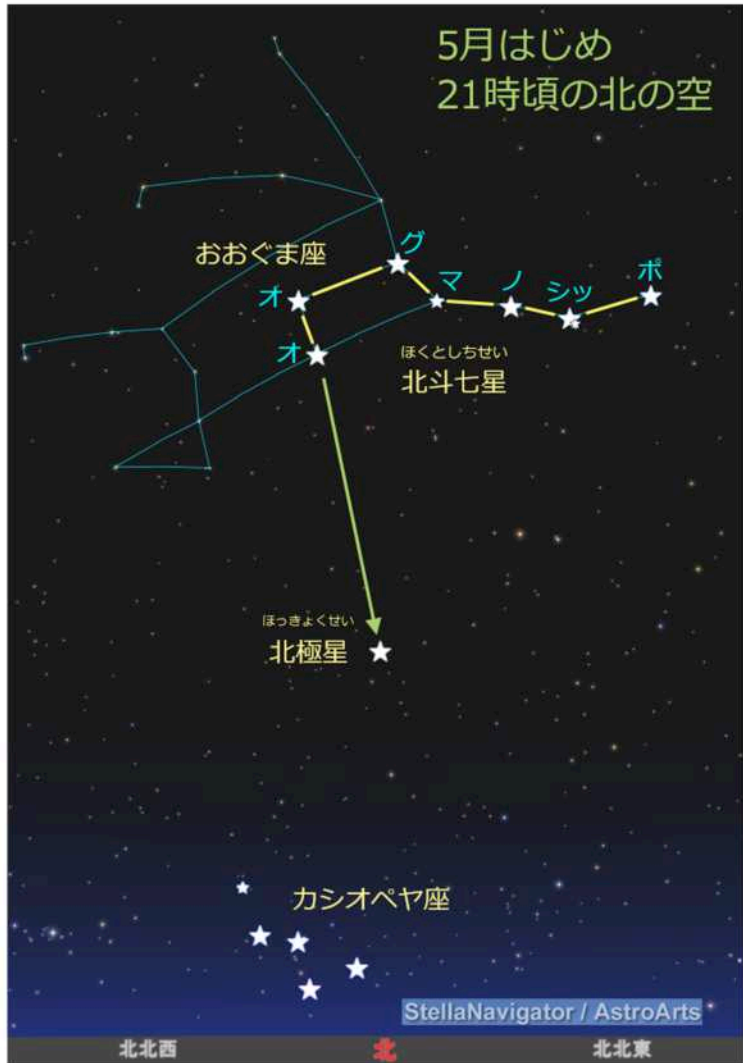 5月はじめ
21時頃の北の空
おおぐま座
グ
オ
マ
ノ
シッ
ポ
オ
ほくとしちせい
北斗七星
ほっきょくせい
北極星
カシオペヤ座
StellaNavigator / AstroArts
北北西
北
北北東